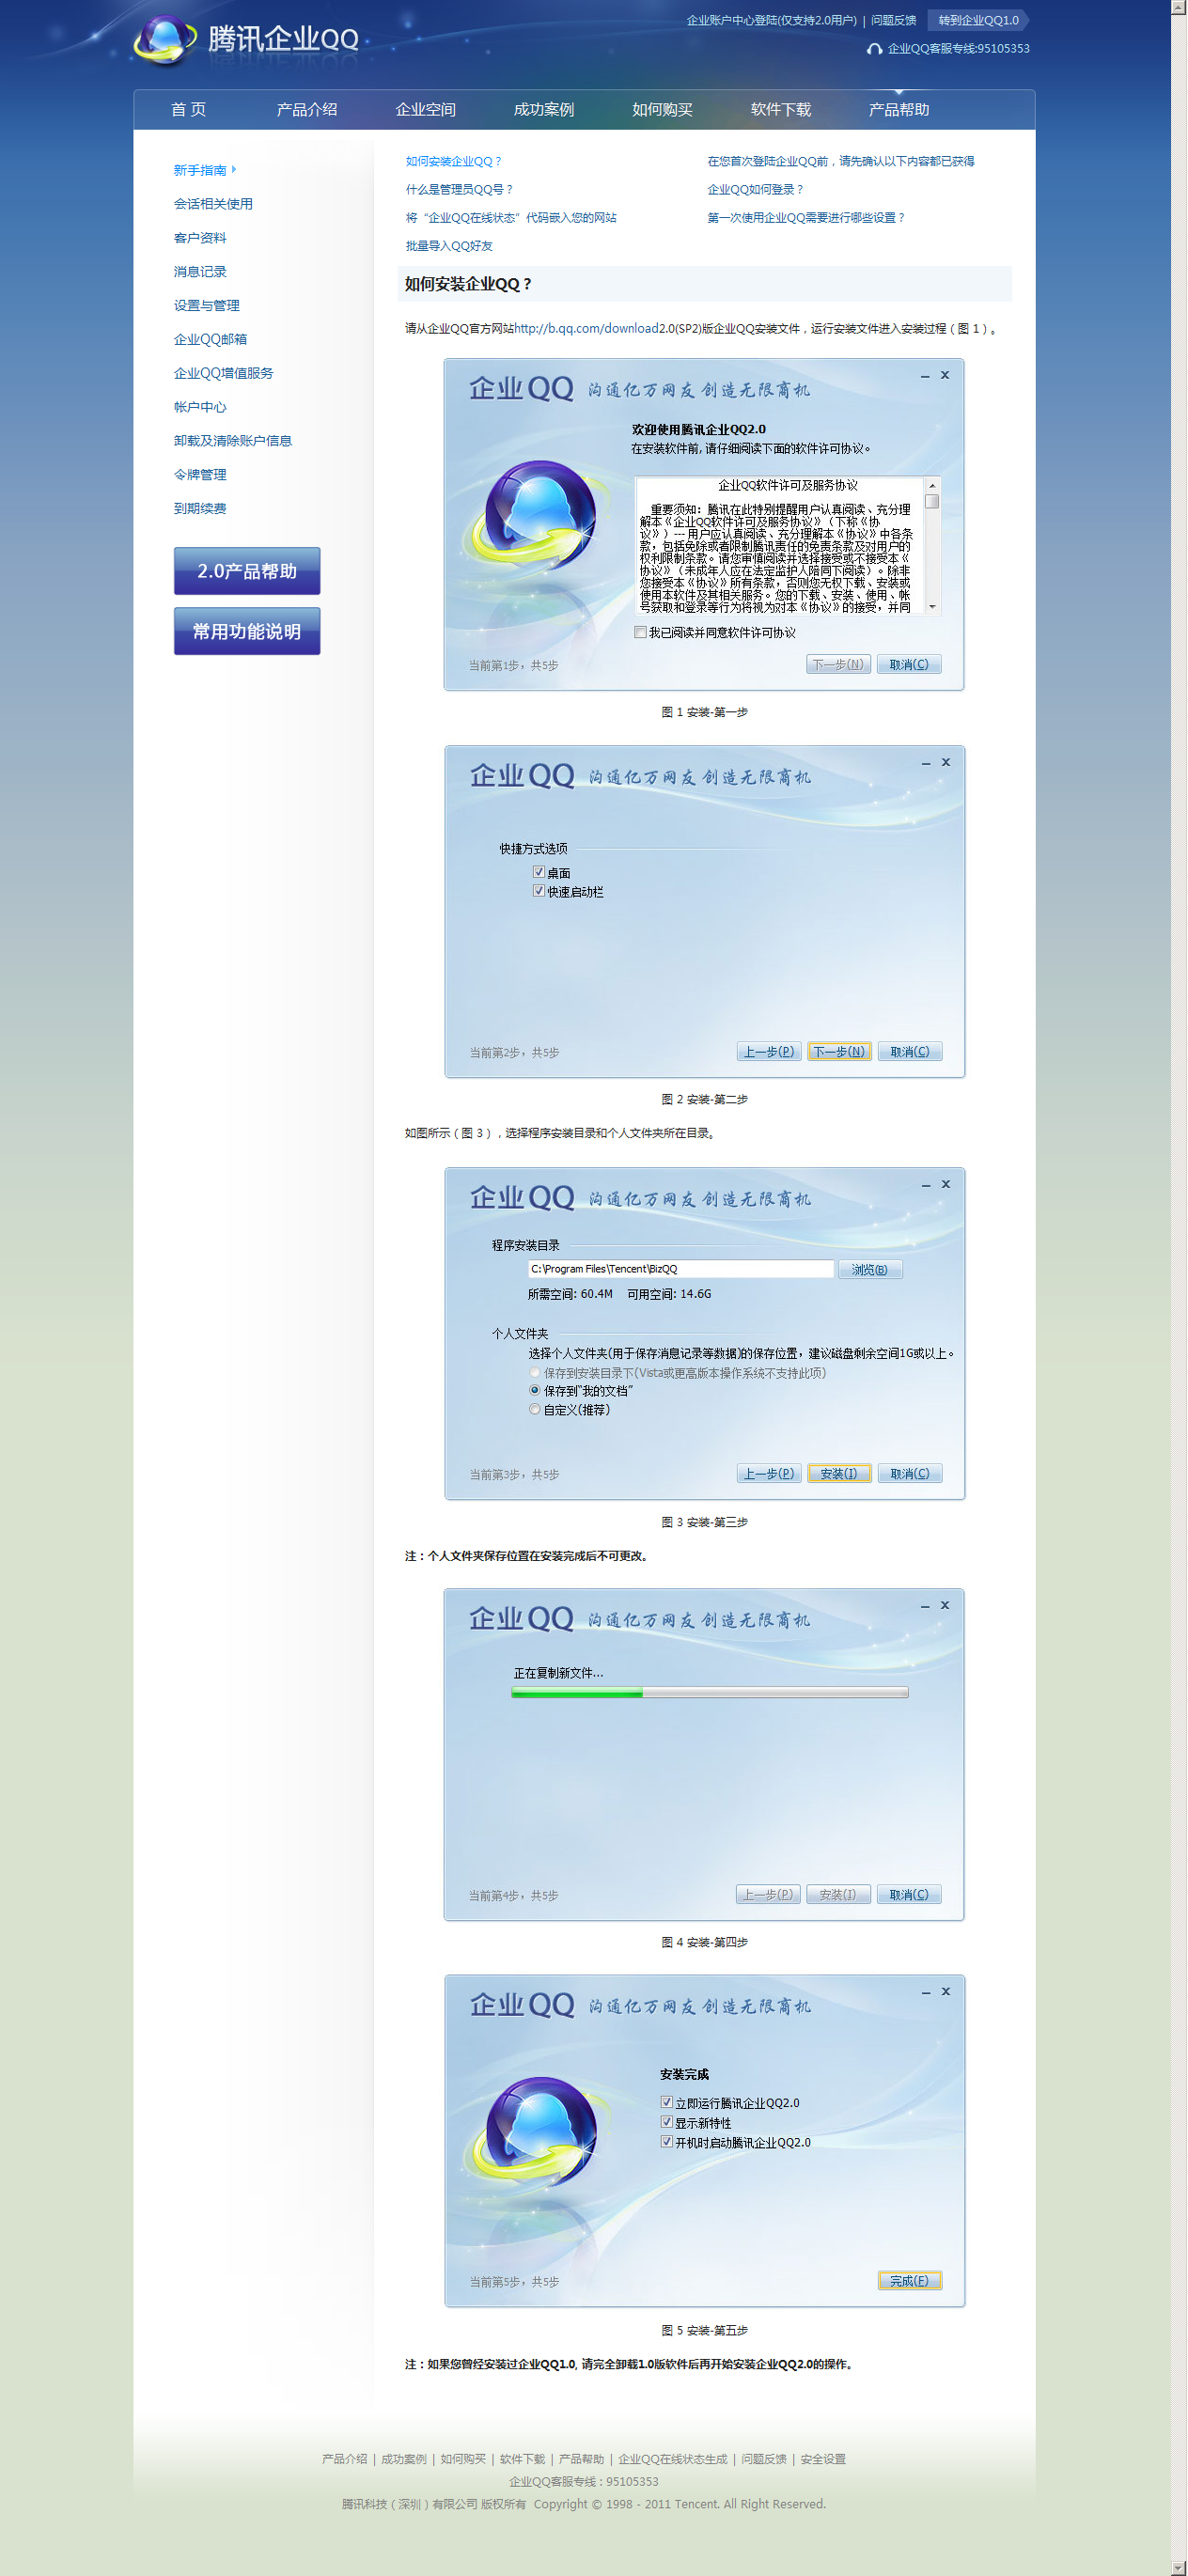 腾讯企业QQ
企业账户中心登陆(仅支持2.0用户) | 问题反馈 转到企业QQ1.0
企业QQ客服专线:95105353
首 页 产品介绍 企业空间 成功案例 如何购买 软件下载 产品帮助
新手指南
会话相关使用
客户资料
消息记录
设置与管理
企业QQ邮箱
企业QQ增值服务
帐户中心
卸载及清除账户信息
令牌管理
到期续费
2.0产品帮助
常用功能说明
如何安装企业QQ？ 在您首次登陆企业QQ前，请先确认以下内容都已获得
什么是管理员QQ号？ 企业QQ如何登录？
将“企业QQ在线状态”代码嵌入您的网站 第一次使用企业QQ需要进行哪些设置？
批量导入QQ好友
如何安装企业QQ？
请从企业QQ官方网站http://b.qq.com/download2.0(SP2)版企业QQ安装文件，运行安装文件进入安装过程（图 1）。
企业QQ 沟通亿万网友 创造无限商机
欢迎使用腾讯企业QQ2.0
在安装软件前, 请仔细阅读下面的软件许可协议。
企业QQ软件许可及服务协议
重要须知：腾讯在此特别提醒用户认真阅读、充分理
解本《企业QQ软件许可及服务协议》（下称《协
议》）--- 用户应认真阅读、充分理解本《协议》中各条
款，包括免除或者限制腾讯责任的免责条款及对用户的
权利限制条款。请您审慎阅读并选择接受或不接受本《
协议》（未成年人应在法定监护人陪同下阅读）。除非
您接受本《协议》所有条款，否则您无权下载、安装或
使用本软件及其相关服务。您的下载、安装、使用、帐
号获取和登录等行为将视为对本《协议》的接受，并同
我已阅读并同意软件许可协议
当前第1步，共5步 下一步(N) 取消(C)
图 1 安装-第一步
企业QQ 沟通亿万网友 创造无限商机
快捷方式选项
桌面
快速启动栏
当前第2步，共5步 上一步(P) 下一步(N) 取消(C)
图 2 安装-第二步
如图所示（图 3），选择程序安装目录和个人文件夹所在目录。
企业QQ 沟通亿万网友 创造无限商机
程序安装目录
C:\Program Files\Tencent\BizQQ 浏览(B)
所需空间: 60.4M 可用空间: 14.6G
个人文件夹
选择个人文件夹(用于保存消息记录等数据)的保存位置，建议磁盘剩余空间1G或以上。
保存到安装目录下(Vista或更高版本操作系统不支持此项)
保存到“我的文档”
自定义(推荐)
当前第3步，共5步 上一步(P) 安装(I) 取消(C)
图 3 安装-第三步
注：个人文件夹保存位置在安装完成后不可更改。
企业QQ 沟通亿万网友 创造无限商机
正在复制新文件...
当前第4步，共5步 上一步(P) 安装(I) 取消(C)
图 4 安装-第四步
企业QQ 沟通亿万网友 创造无限商机
安装完成
立即运行腾讯企业QQ2.0
显示新特性
开机时启动腾讯企业QQ2.0
当前第5步，共5步 完成(F)
图 5 安装-第五步
注：如果您曾经安装过企业QQ1.0, 请完全卸载1.0版软件后再开始安装企业QQ2.0的操作。
产品介绍 | 成功案例 | 如何购买 | 软件下载 | 产品帮助 | 企业QQ在线状态生成 | 问题反馈 | 安全设置
企业QQ客服专线：95105353
腾讯科技（深圳）有限公司 版权所有 Copyright © 1998 - 2011 Tencent. All Right Reserved.